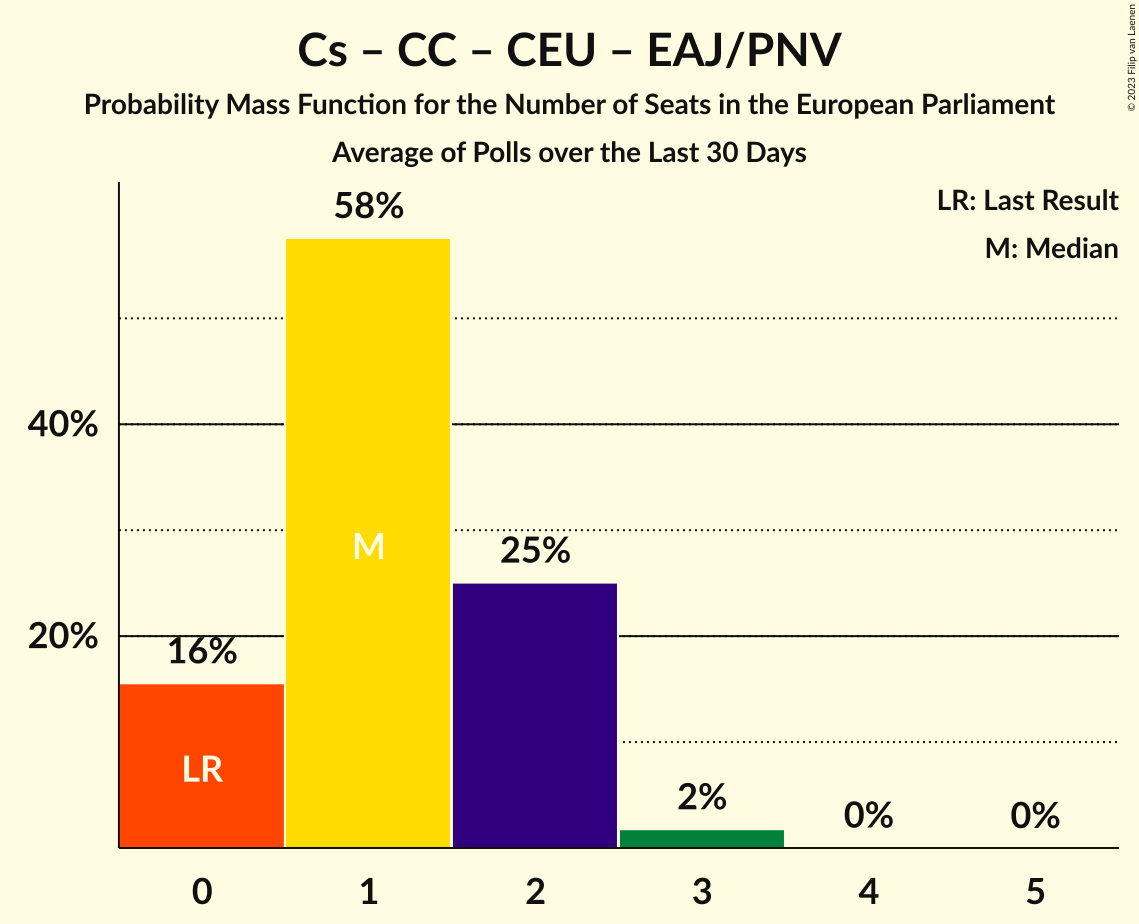 Cs – CC – CEU – EAJ/PNV
Probability Mass Function for the Number of Seats in the European Parliament
Average of Polls over the Last 30 Days
© 2023 Filip van Laenen
LR: Last Result
M: Median
58%
40%
M
25%
20%
16%
LR
2%
0%
0%
0 1 2 3 4 5